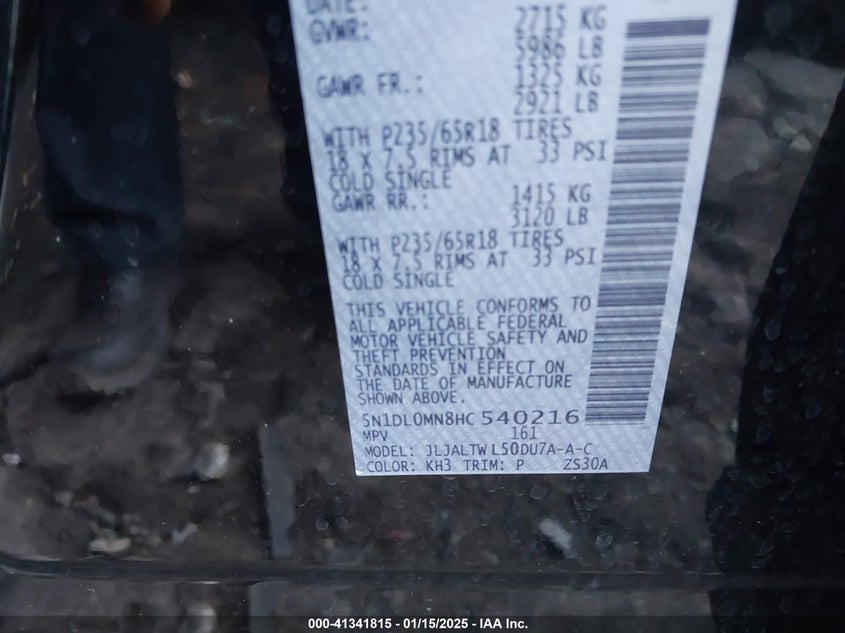 DATE:
GVWR: 2715 KG
5986 LB
GAWR FR.: 1325 KG
2921 LB
WITH P235/65R18 TIRES
18 X 7.5 RIMS AT 33 PSI
COLD SINGLE
GAWR RR.: 1415 KG
3120 LB
WITH P235/65R18 TIRES
18 X 7.5 RIMS AT 33 PSI
COLD SINGLE
THIS VEHICLE CONFORMS TO
ALL APPLICABLE FEDERAL
MOTOR VEHICLE SAFETY AND
THEFT PREVENTION
STANDARDS IN EFFECT ON
THE DATE OF MANUFACTURE
SHOWN ABOVE.
5N1DL0MN8HC540216
MPV 161
MODEL: JLJALTWL50DU7A-A-C
COLOR: KH3 TRIM: P ZS30A
000-41341815 - 01/15/2025 - IAA Inc.